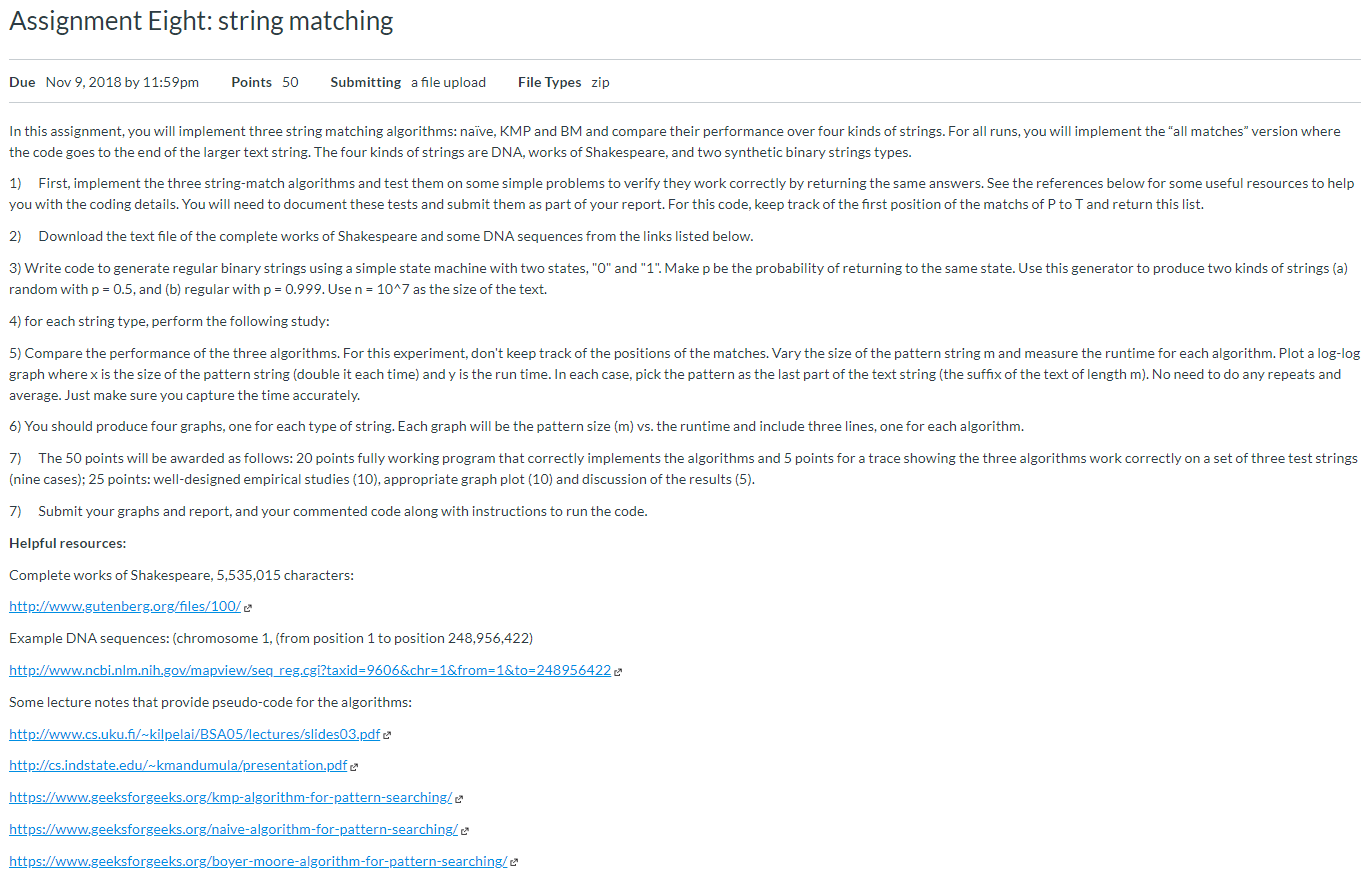 Assignment Eight: string matching
Due Nov 9, 2018 by 11:59pm Points 50 Submitting a file upload File Types zip
In this assignment, you will implement three string matching algorithms: naïve, KMP and BM and compare their performance over four kinds of strings. For all runs, you will implement the “all matches” version where
the code goes to the end of the larger text string. The four kinds of strings are DNA, works of Shakespeare, and two synthetic binary strings types.
1) First, implement the three string-match algorithms and test them on some simple problems to verify they work correctly by returning the same answers. See the references below for some useful resources to help
you with the coding details. You will need to document these tests and submit them as part of your report. For this code, keep track of the first position of the matchs of P to T and return this list.
2) Download the text file of the complete works of Shakespeare and some DNA sequences from the links listed below.
3) Write code to generate regular binary strings using a simple state machine with two states, "0" and "1". Make p be the probability of returning to the same state. Use this generator to produce two kinds of strings (a)
random with p = 0.5, and (b) regular with p = 0.999. Use n = 10^7 as the size of the text.
4) for each string type, perform the following study:
5) Compare the performance of the three algorithms. For this experiment, don't keep track of the positions of the matches. Vary the size of the pattern string m and measure the runtime for each algorithm. Plot a log-log
graph where x is the size of the pattern string (double it each time) and y is the run time. In each case, pick the pattern as the last part of the text string (the suffix of the text of length m). No need to do any repeats and
average. Just make sure you capture the time accurately.
6) You should produce four graphs, one for each type of string. Each graph will be the pattern size (m) vs. the runtime and include three lines, one for each algorithm.
7) The 50 points will be awarded as follows: 20 points fully working program that correctly implements the algorithms and 5 points for a trace showing the three algorithms work correctly on a set of three test strings
(nine cases); 25 points: well-designed empirical studies (10), appropriate graph plot (10) and discussion of the results (5).
7) Submit your graphs and report, and your commented code along with instructions to run the code.
Helpful resources:
Complete works of Shakespeare, 5,535,015 characters:
http://www.gutenberg.org/files/100/
Example DNA sequences: (chromosome 1, (from position 1 to position 248,956,422)
http://www.ncbi.nlm.nih.gov/mapview/seq_reg.cgi?taxid=9606&chr=1&from=1&to=248956422
Some lecture notes that provide pseudo-code for the algorithms:
http://www.cs.uku.fi/~kilpelai/BSA05/lectures/slides03.pdf
http://cs.indstate.edu/~kmandumula/presentation.pdf
https://www.geeksforgeeks.org/kmp-algorithm-for-pattern-searching/
https://www.geeksforgeeks.org/naive-algorithm-for-pattern-searching/
https://www.geeksforgeeks.org/boyer-moore-algorithm-for-pattern-searching/